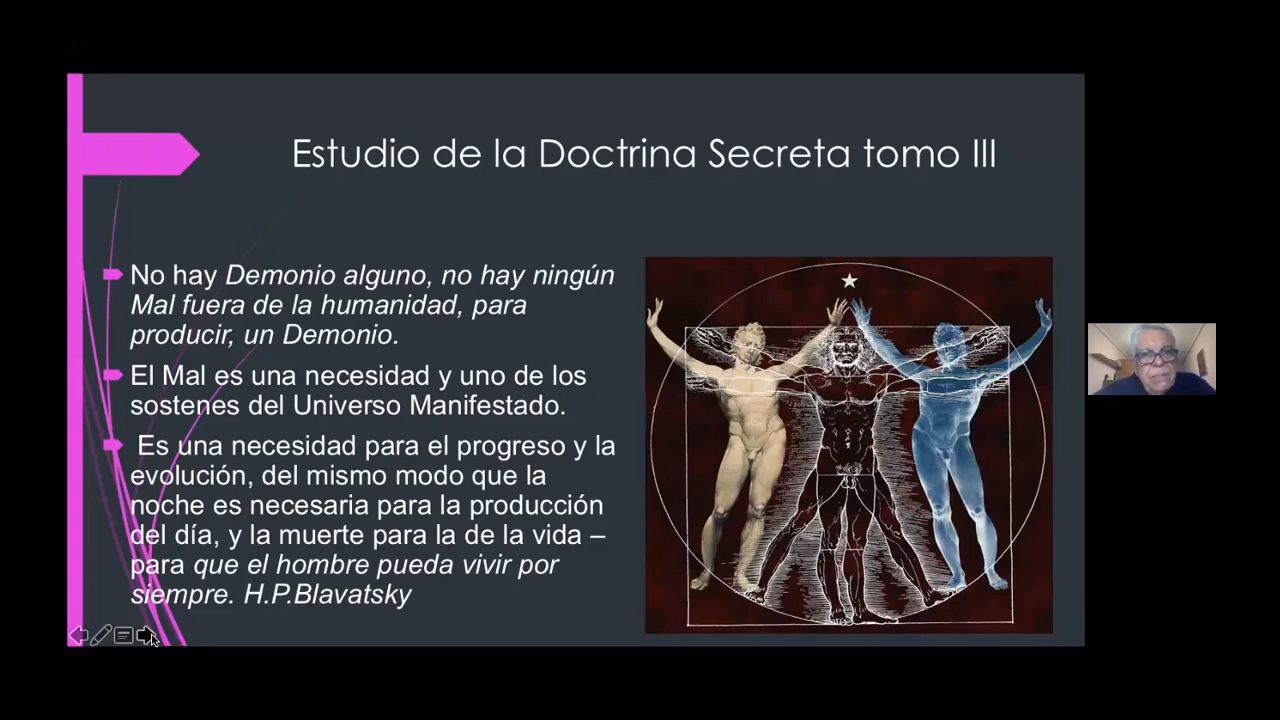 Estudio de la Doctrina Secreta tomo III
No hay Demonio alguno, no hay ningún
Mal fuera de la humanidad, para
producir, un Demonio.
El Mal es una necesidad y uno de los
sostenes del Universo Manifestado.
Es una necesidad para el progreso y la
evolución, del mismo modo que la
noche es necesaria para la producción
del día, y la muerte para la de la vida –
para que el hombre pueda vivir por
siempre. H.P.Blavatsky